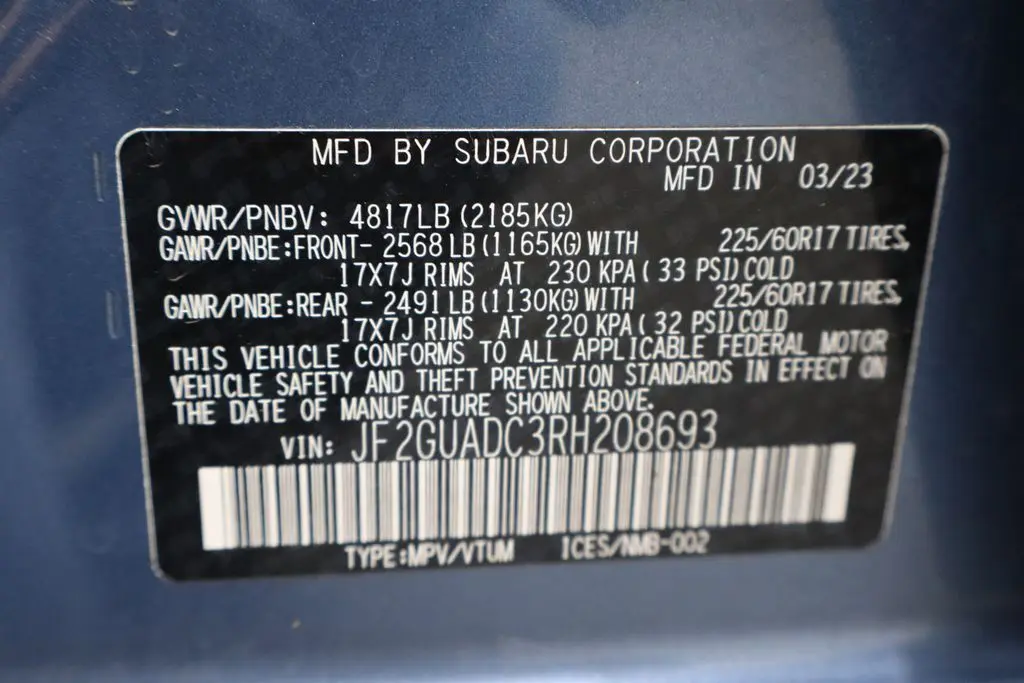 MFD BY SUBARU CORPORATION
MFD IN 03/23
GVWR/PNBV: 4817LB (2185KG)
GAWR/PNBE:FRONT- 2568 LB (1165KG) WITH 225/60R17 TIRES,
17X7J RIMS AT 230 KPA ( 33 PSI) COLD
GAWR/PNBE:REAR - 2491 LB (1130KG) WITH 225/60R17 TIRES,
17X7J RIMS AT 220 KPA ( 32 PSI) COLD
THIS VEHICLE CONFORMS TO ALL APPLICABLE FEDERAL MOTOR
VEHICLE SAFETY AND THEFT PREVENTION STANDARDS IN EFFECT ON
THE DATE OF MANUFACTURE SHOWN ABOVE.
VIN: JF2GUADC3RH208693
TYPE:MPV/VTUM ICES/NMB-002